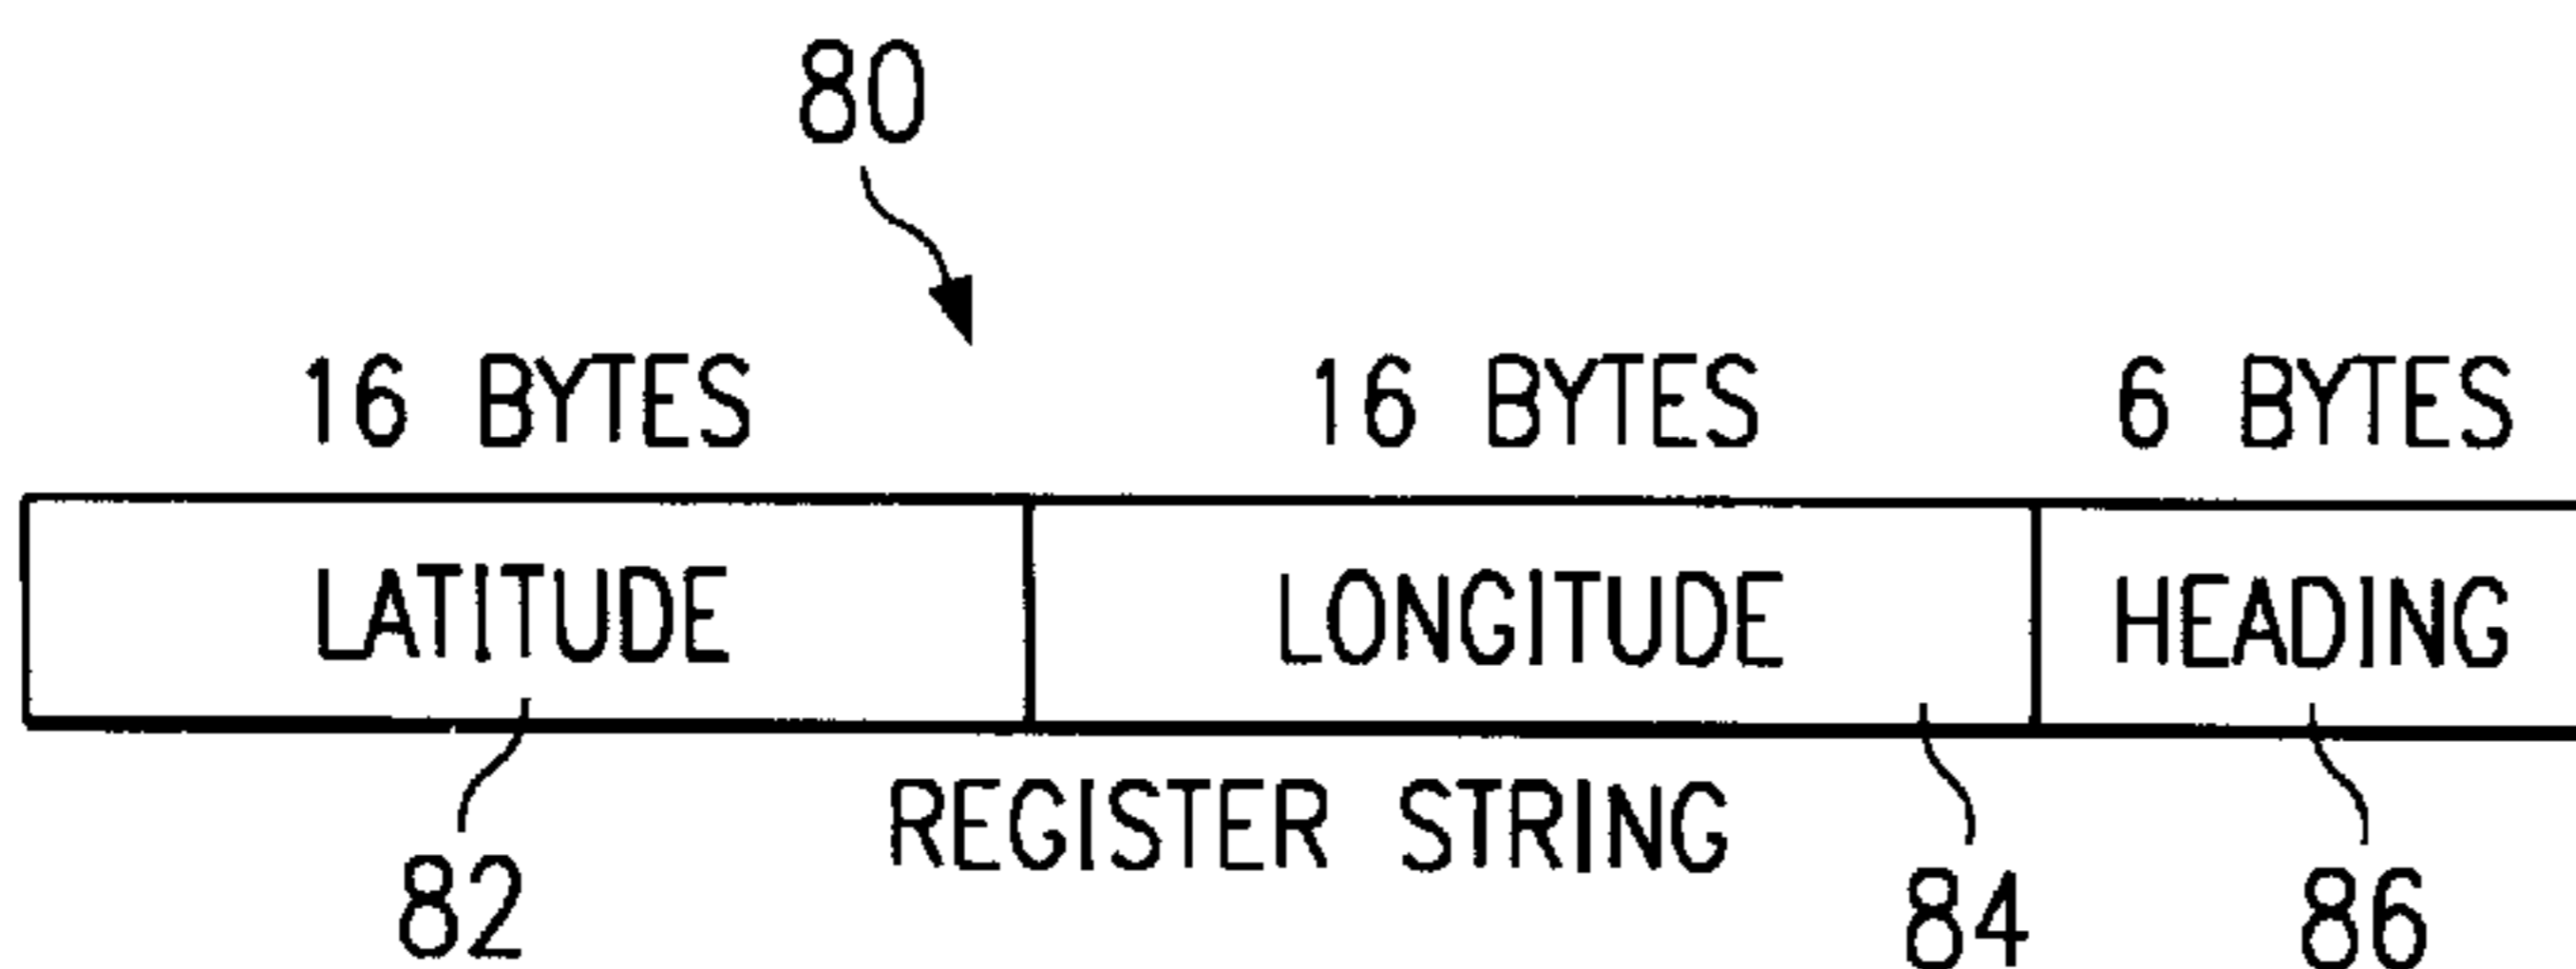 80
16 BYTES 16 BYTES 6 BYTES
LATITUDE LONGITUDE HEADING
REGISTER STRING
82 84 86